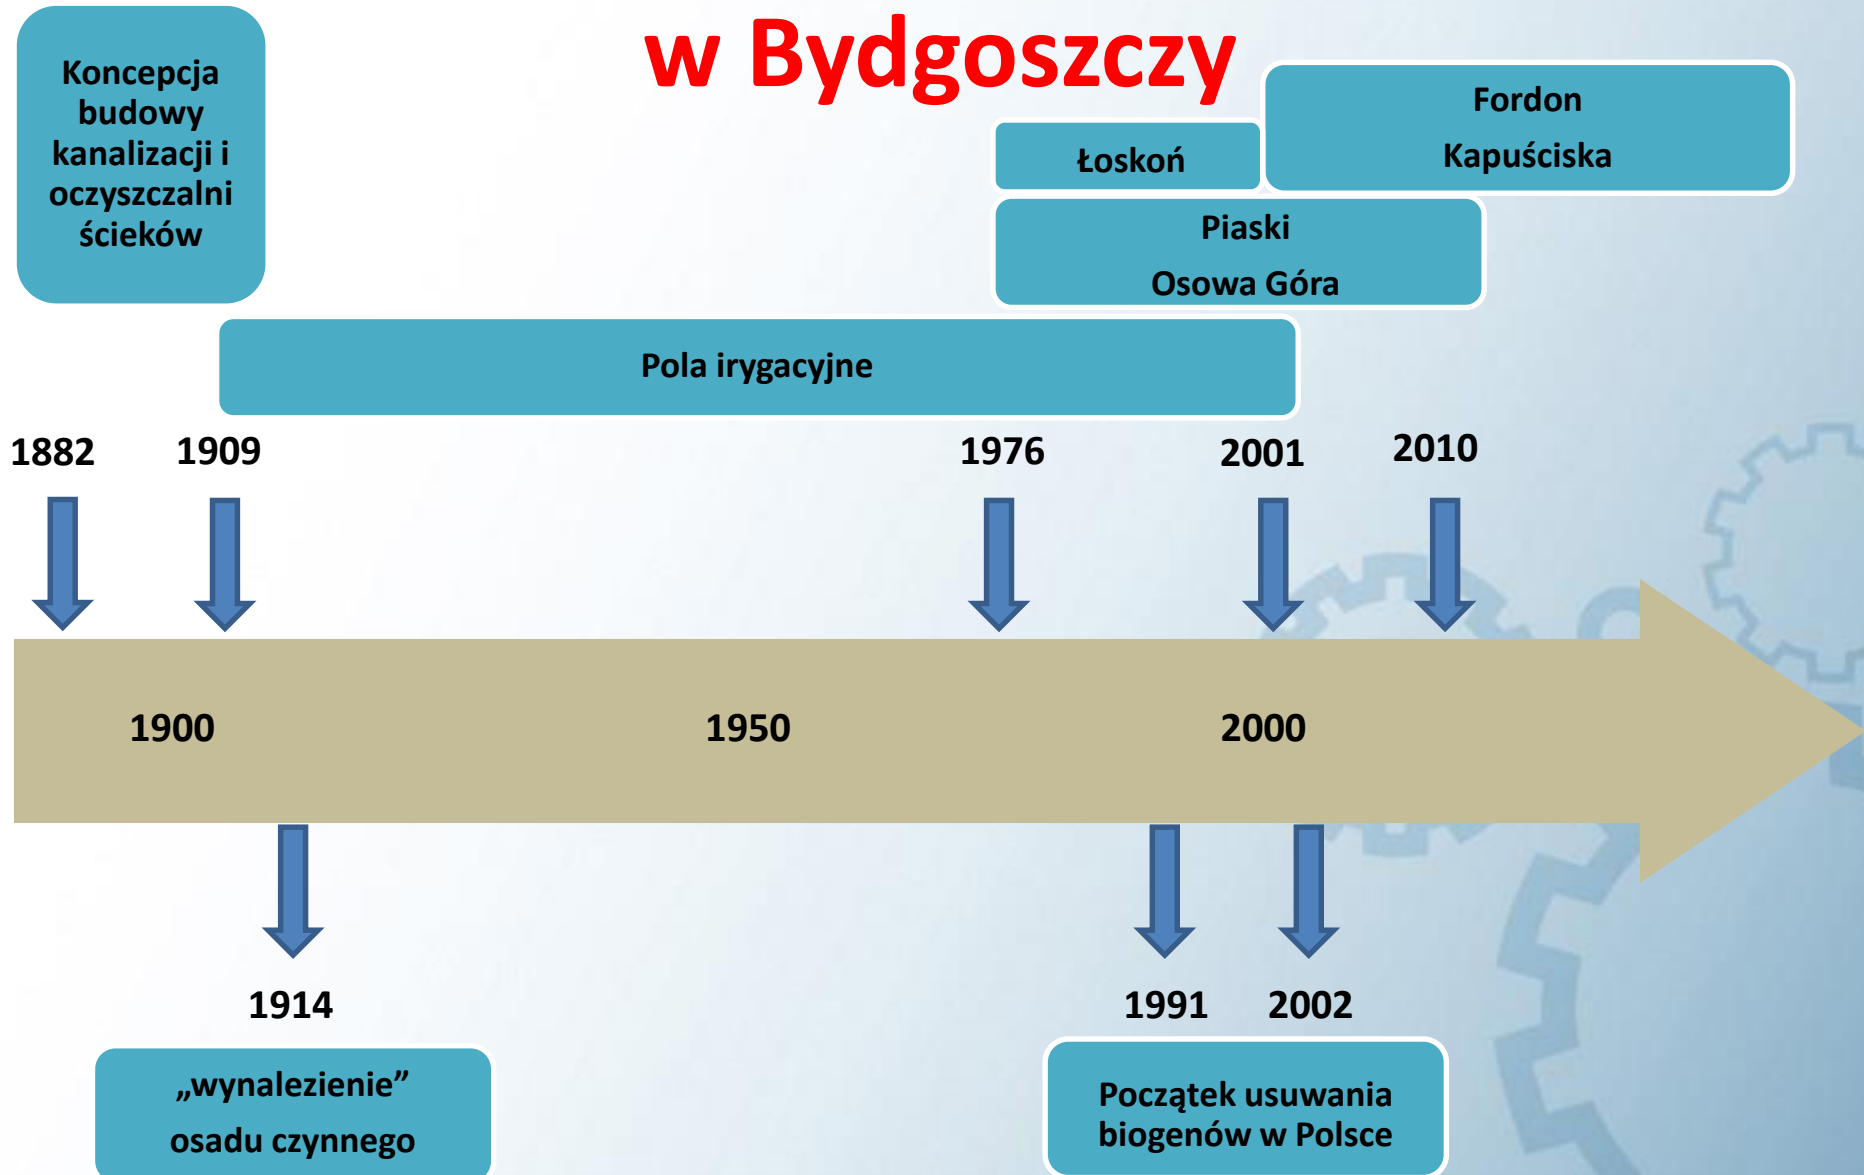 w Bydgoszczy
Koncepcja
budowy
kanalizacji i
oczyszczalni
ścieków
Fordon
Kapuściska
Łoskoń
Piaski
Osowa Góra
Pola irygacyjne
1882
1909
1976
2001
2010
1900
1950
2000
1914
1991
2002
„wynalezienie”
osadu czynnego
Początek usuwania
biogenów w Polsce